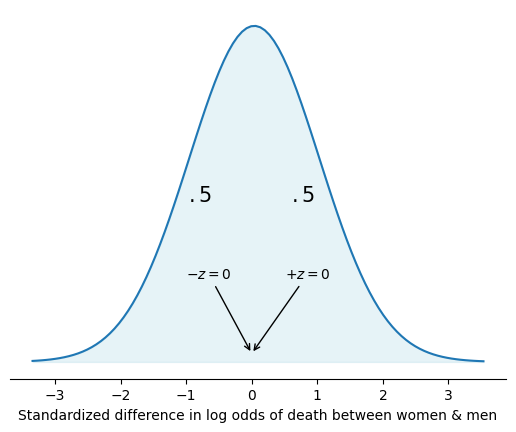 .5 .5
−z = 0 +z = 0
−3 −2 −1 0 1 2 3
Standardized difference in log odds of death between women & men